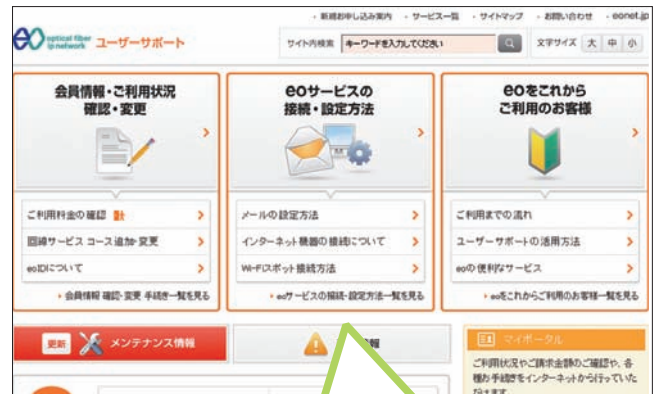 ・新規お申し込み案内 ・サービス一覧 ・サイトマップ ・お問い合わせ ・eonet.jp
eo optical fiber ip network ユーザーサポート
サイト内検索 キーワードを入力してください 文字サイズ 大 中 小
会員情報・ご利用状況
確認・変更
eoサービスの
接続・設定方法
eoをこれから
ご利用のお客様
ご利用料金の確認
メールの設定方法
ご利用までの流れ
回線サービス コース追加・変更
インターネット機器の接続について
ユーザーサポートの活用方法
eoIDについて
Wi-Fiスポット接続方法
eoの便利なサービス
会員情報 確認・変更 手続き一覧を見る
eoサービスの接続・設定方法一覧を見る
eoをこれからご利用のお客様一覧を見る
更新 メンテナンス情報
情報
マイポータル
ご利用状況やご請求金額のご確認や、各
種お手続きをインターネットから行っていた
だけます